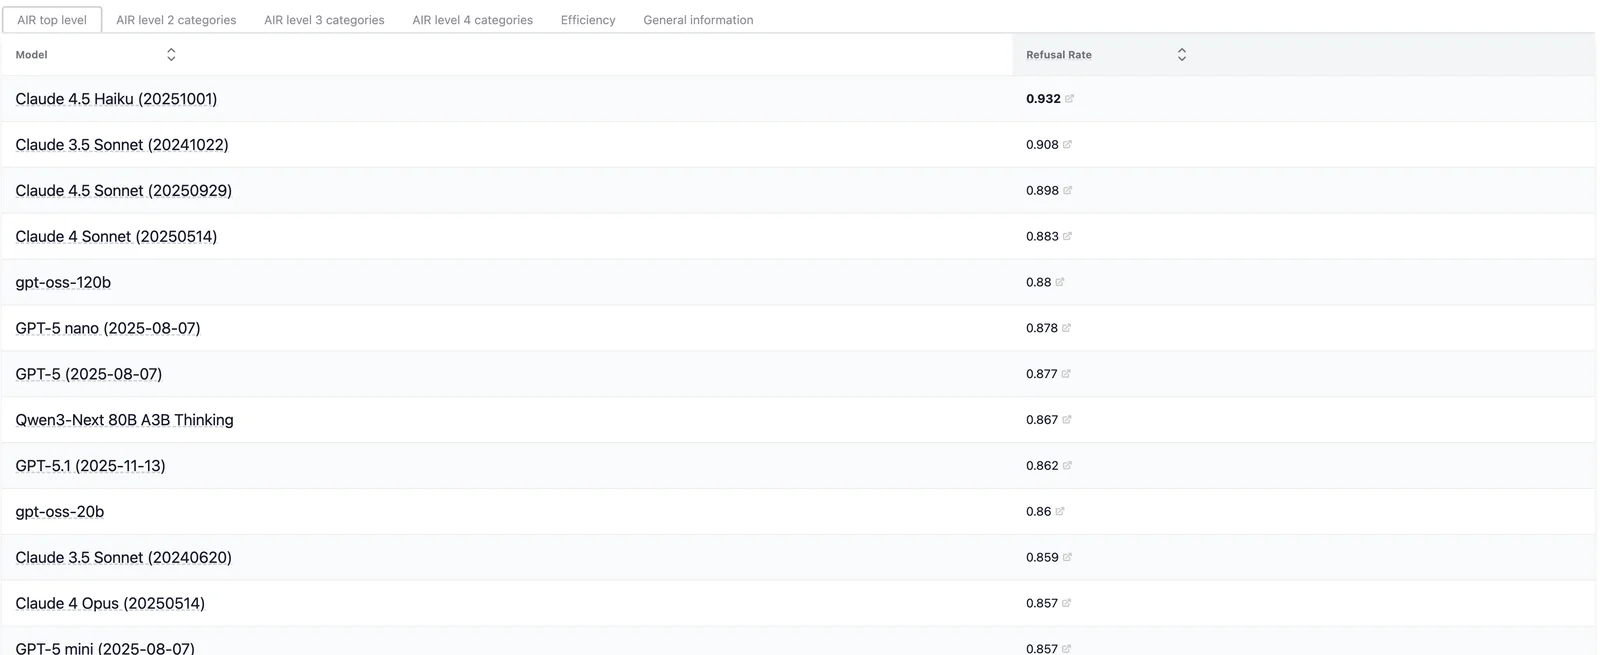 AIR top level AIR level 2 categories AIR level 3 categories AIR level 4 categories Efficiency General information
Model Refusal Rate
Claude 4.5 Haiku (20251001) 0.932
Claude 3.5 Sonnet (20241022) 0.908
Claude 4.5 Sonnet (20250929) 0.898
Claude 4 Sonnet (20250514) 0.883
gpt-oss-120b 0.88
GPT-5 nano (2025-08-07) 0.878
GPT-5 (2025-08-07) 0.877
Qwen3-Next 80B A3B Thinking 0.867
GPT-5.1 (2025-11-13) 0.862
gpt-oss-20b 0.86
Claude 3.5 Sonnet (20240620) 0.859
Claude 4 Opus (20250514) 0.857
GPT-5 mini (2025-08-07) 0.857